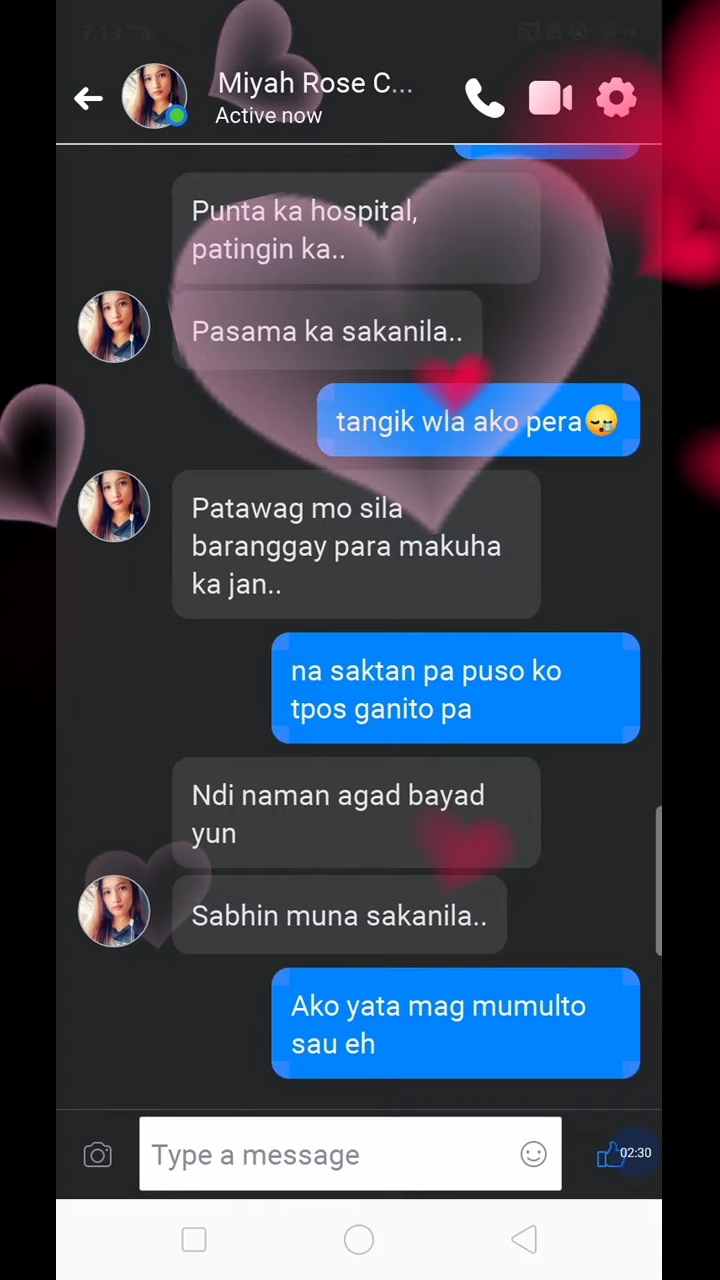 7:13
Miyah Rose C...
Active now
Punta ka hospital,
patingin ka..
Pasama ka sakanila..
tangik wla ako pera😪
Patawag mo sila
baranggay para makuha
ka jan..
na saktan pa puso ko
tpos ganito pa
Ndi naman agad bayad
yun
Sabhin muna sakanila..
Ako yata mag mumulto
sau eh
Type a message
02:30